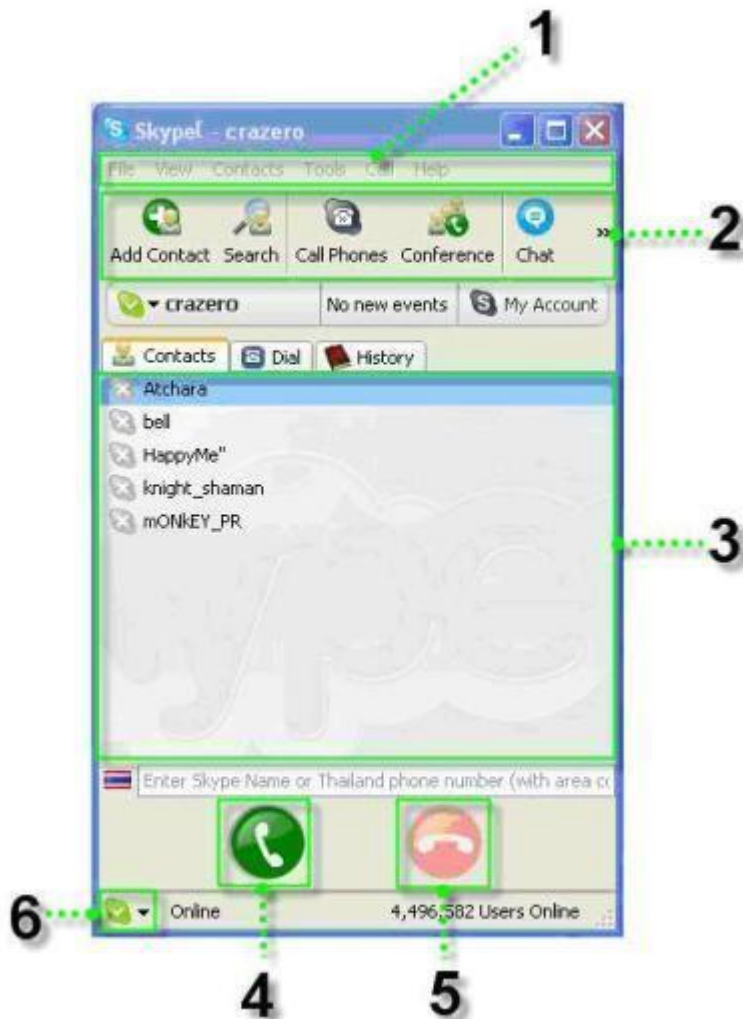 1
Skypel - crazero
File View Contacts Tools Call Help
2
Add Contact Search Call Phones Conference Chat »
crazero No new events My Account
Contacts Dial History
Atchara
bell
HappyMe"
knight_shaman
mONkEY_PR
3
Enter Skype Name or Thailand phone number (with area co
6 Online 4,496,582 Users Online
4 5